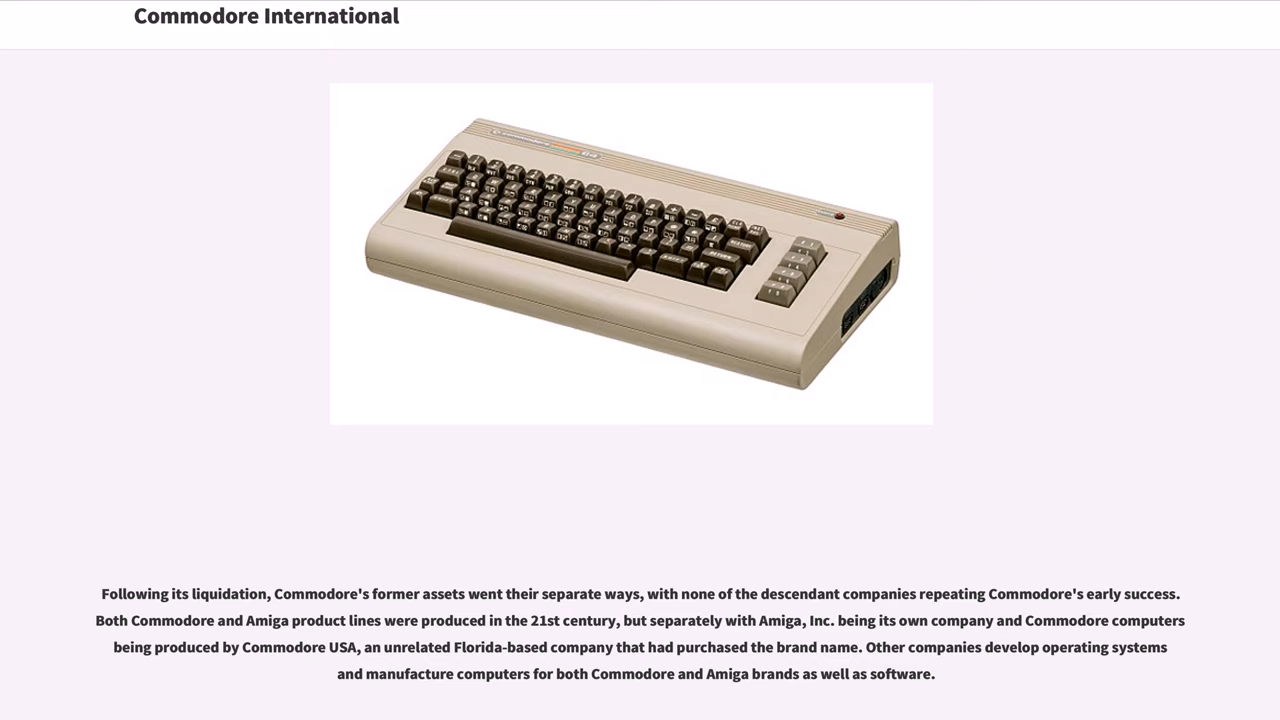 Commodore International
commodore 64
Following its liquidation, Commodore's former assets went their separate ways, with none of the descendant companies repeating Commodore's early success.
Both Commodore and Amiga product lines were produced in the 21st century, but separately with Amiga, Inc. being its own company and Commodore computers
being produced by Commodore USA, an unrelated Florida-based company that had purchased the brand name. Other companies develop operating systems
and manufacture computers for both Commodore and Amiga brands as well as software.